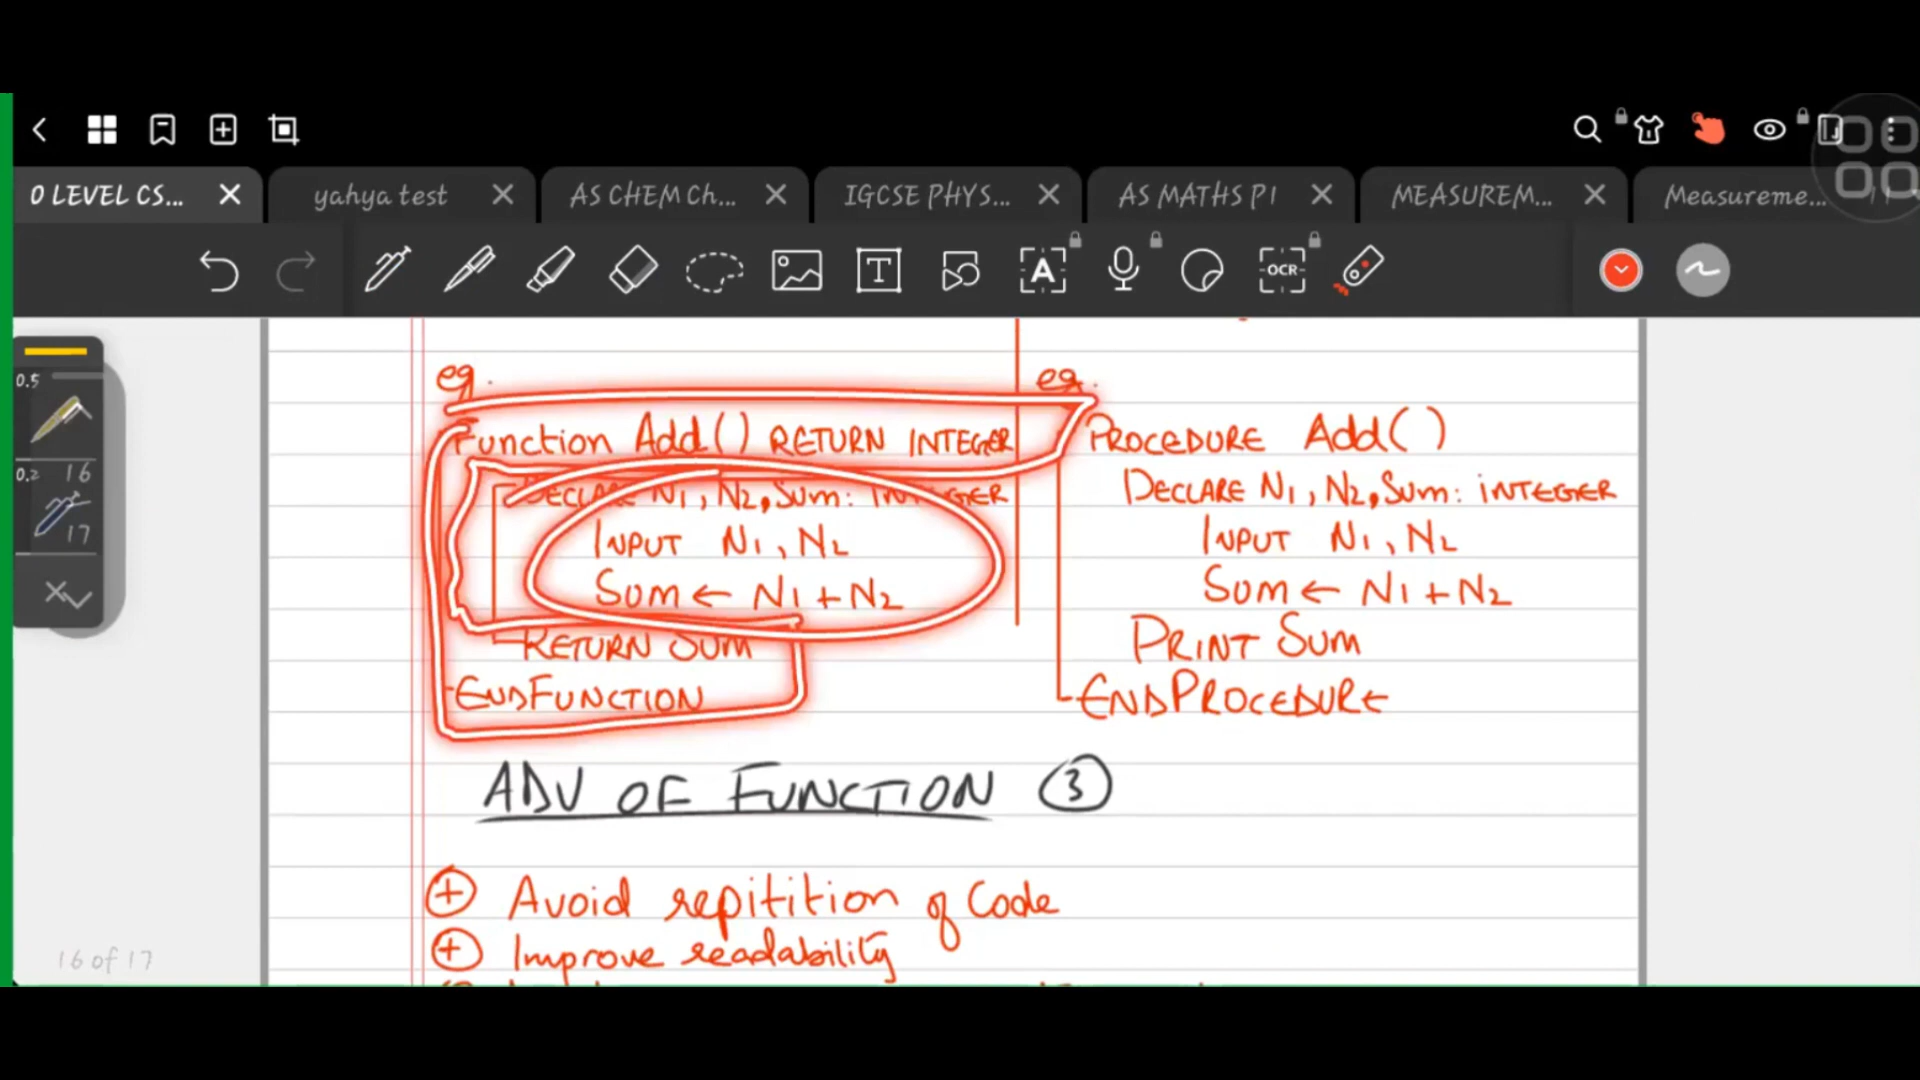 O LEVEL CS...
yahya test
AS CHEM Ch...
IGCSE PHYS...
AS MATHS P1
MEASUREM...
Measureme...
T
A
OCR
0.5
0.2 16
17
eg.
Function Add() RETURN INTEGER
DECLARE N1, N2, Sum: INTEGER
INPUT N1, N2
Sum ← N1 + N2
RETURN SUM
ENDFUNCTION
eg.
PROCEDURE Add()
DECLARE N1, N2, Sum: INTEGER
INPUT N1, N2
Sum ← N1 + N2
PRINT Sum
ENDPROCEDURE
ADV OF FUNCTION 3
+ Avoid repitition of Code
+ Improve readability
16 of 17